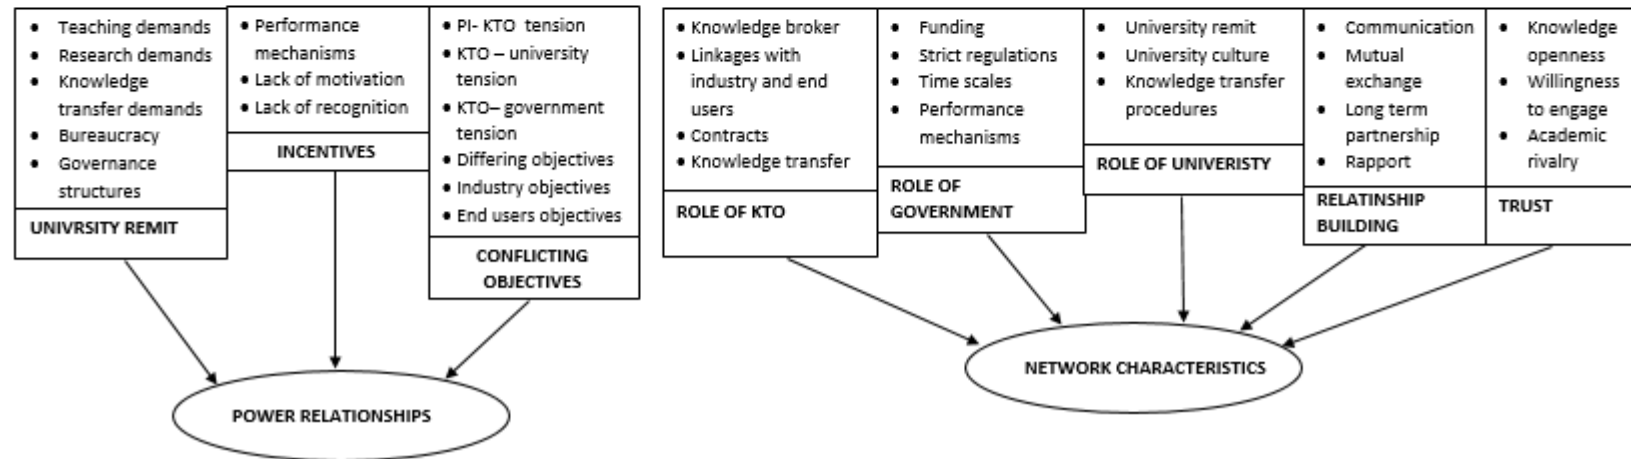 • Teaching demands
• Research demands
• Knowledge
transfer demands
• Bureaucracy
• Governance
structures
UNIVRSITY REMIT
• Performance
mechanisms
• Lack of motivation
• Lack of recognition
INCENTIVES
• PI- KTO tension
• KTO – university
tension
• KTO– government
tension
• Differing objectives
• Industry objectives
• End users objectives
CONFLICTING
OBJECTIVES
POWER RELATIONSHIPS
• Knowledge broker
• Linkages with
industry and end
users
• Contracts
• Knowledge transfer
ROLE OF KTO
• Funding
• Strict regulations
• Time scales
• Performance
mechanisms
ROLE OF
GOVERNMENT
• University remit
• University culture
• Knowledge transfer
procedures
ROLE OF UNIVERISTY
• Communication
• Mutual
exchange
• Long term
partnership
• Rapport
RELATINSHIP
BUILDING
• Knowledge
openness
• Willingness
to engage
• Academic
rivalry
TRUST
NETWORK CHARACTERISTICS